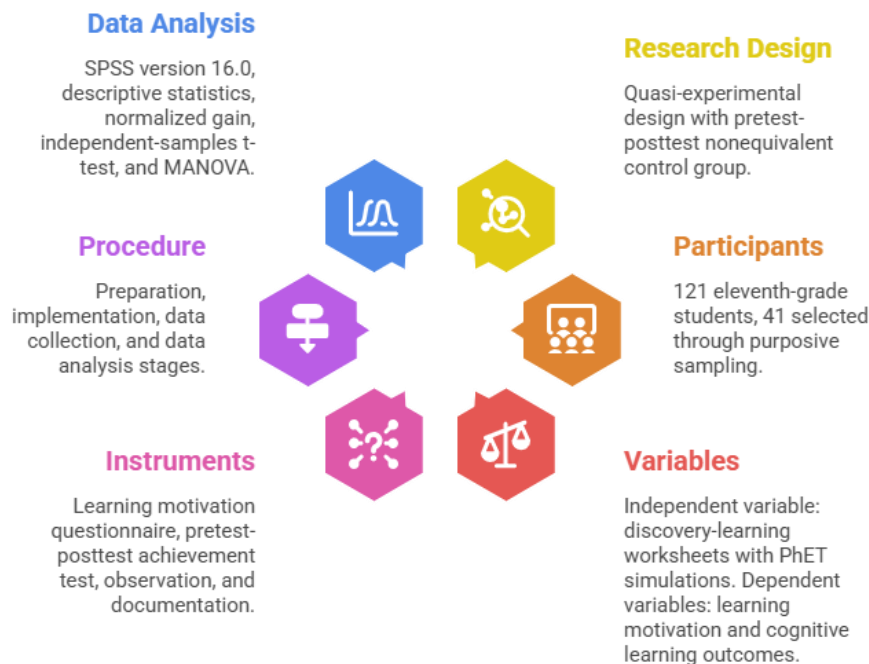 Data Analysis
SPSS version 16.0,
descriptive statistics,
normalized gain,
independent-samples t-
test, and MANOVA.
Research Design
Quasi-experimental
design with pretest-
posttest nonequivalent
control group.
Procedure
Preparation,
implementation, data
collection, and data
analysis stages.
Participants
121 eleventh-grade
students, 41 selected
through purposive
sampling.
?
Instruments
Learning motivation
questionnaire, pretest-
posttest achievement
test, observation, and
documentation.
Variables
Independent variable:
discovery-learning
worksheets with PhET
simulations. Dependent
variables: learning
motivation and cognitive
learning outcomes.